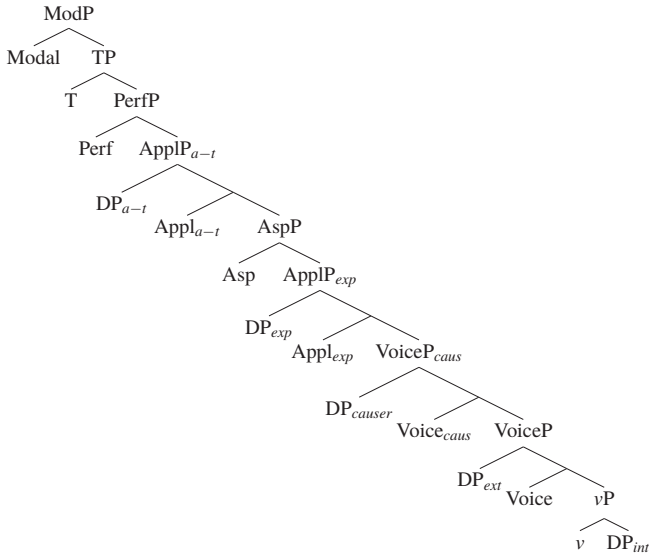 ModP
Modal TP
T PerfP
Perf ApplP a−t
DP a−t
Appl a−t AspP
Asp ApplP exp
DP exp
Appl exp VoiceP caus
DP causer
Voice caus VoiceP
DP ext
Voice vP
v DP int